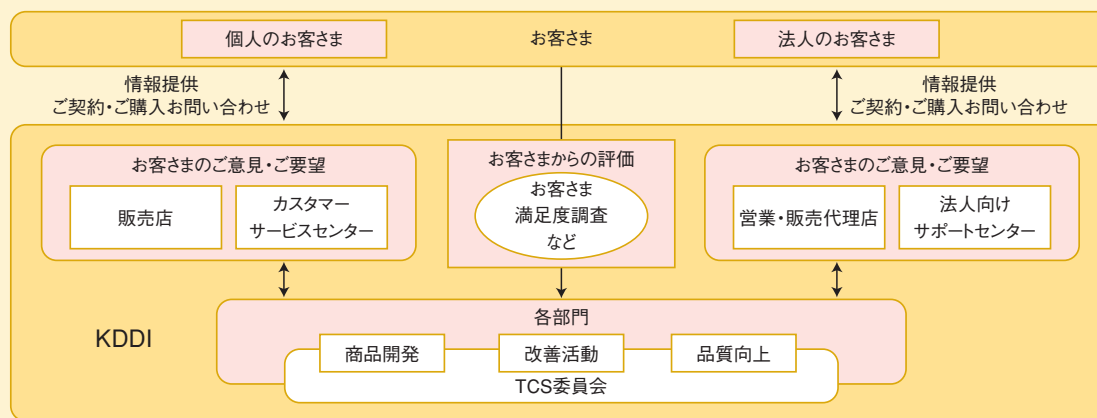 個人のお客さま
お客さま
法人のお客さま
情報提供
ご契約・ご購入お問い合わせ
情報提供
ご契約・ご購入お問い合わせ
お客さまのご意見・ご要望
販売店
カスタマー
サービスセンター
お客さまからの評価
お客さま
満足度調査
など
お客さまのご意見・ご要望
営業・販売代理店
法人向け
サポートセンター
KDDI
各部門
商品開発
改善活動
品質向上
TCS委員会